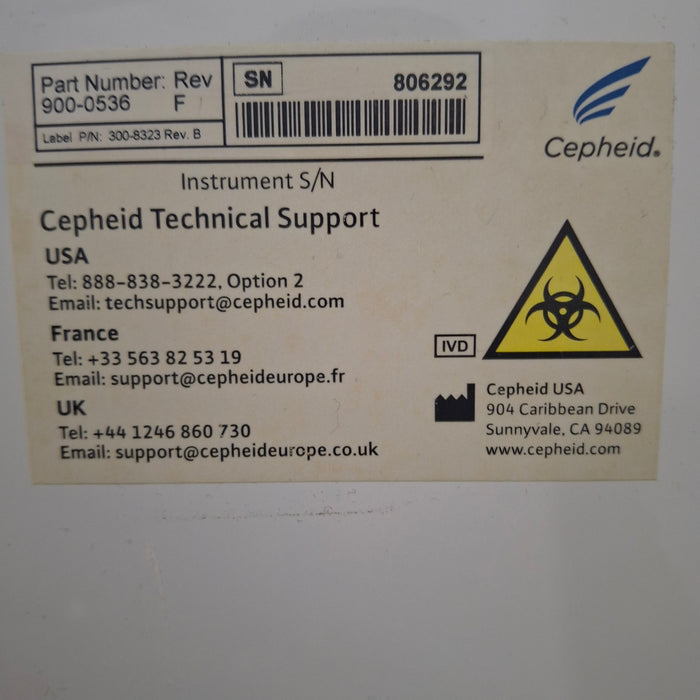 Part Number: Rev
900-0536 F
Label P/N: 300-8323 Rev. B
SN 806292
Cepheid.
Instrument S/N
Cepheid Technical Support
USA
Tel: 888-838-3222, Option 2
Email: techsupport@cepheid.com
France
Tel: +33 563 82 53 19
Email: support@cepheideurope.fr
UK
Tel: +44 1246 860 730
Email: support@cepheideurope.co.uk
IVD
Cepheid USA
904 Caribbean Drive
Sunnyvale, CA 94089
www.cepheid.com